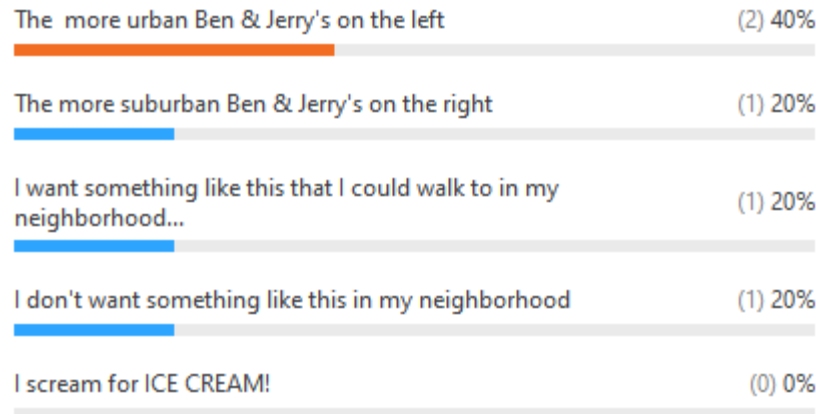 The  more urban Ben & Jerry's on the left (2) 40%
The more suburban Ben & Jerry's on the right (1) 20%
I want something like this that I could walk to in my
neighborhood... (1) 20%
I don't want something like this in my neighborhood (1) 20%
I scream for ICE CREAM! (0) 0%